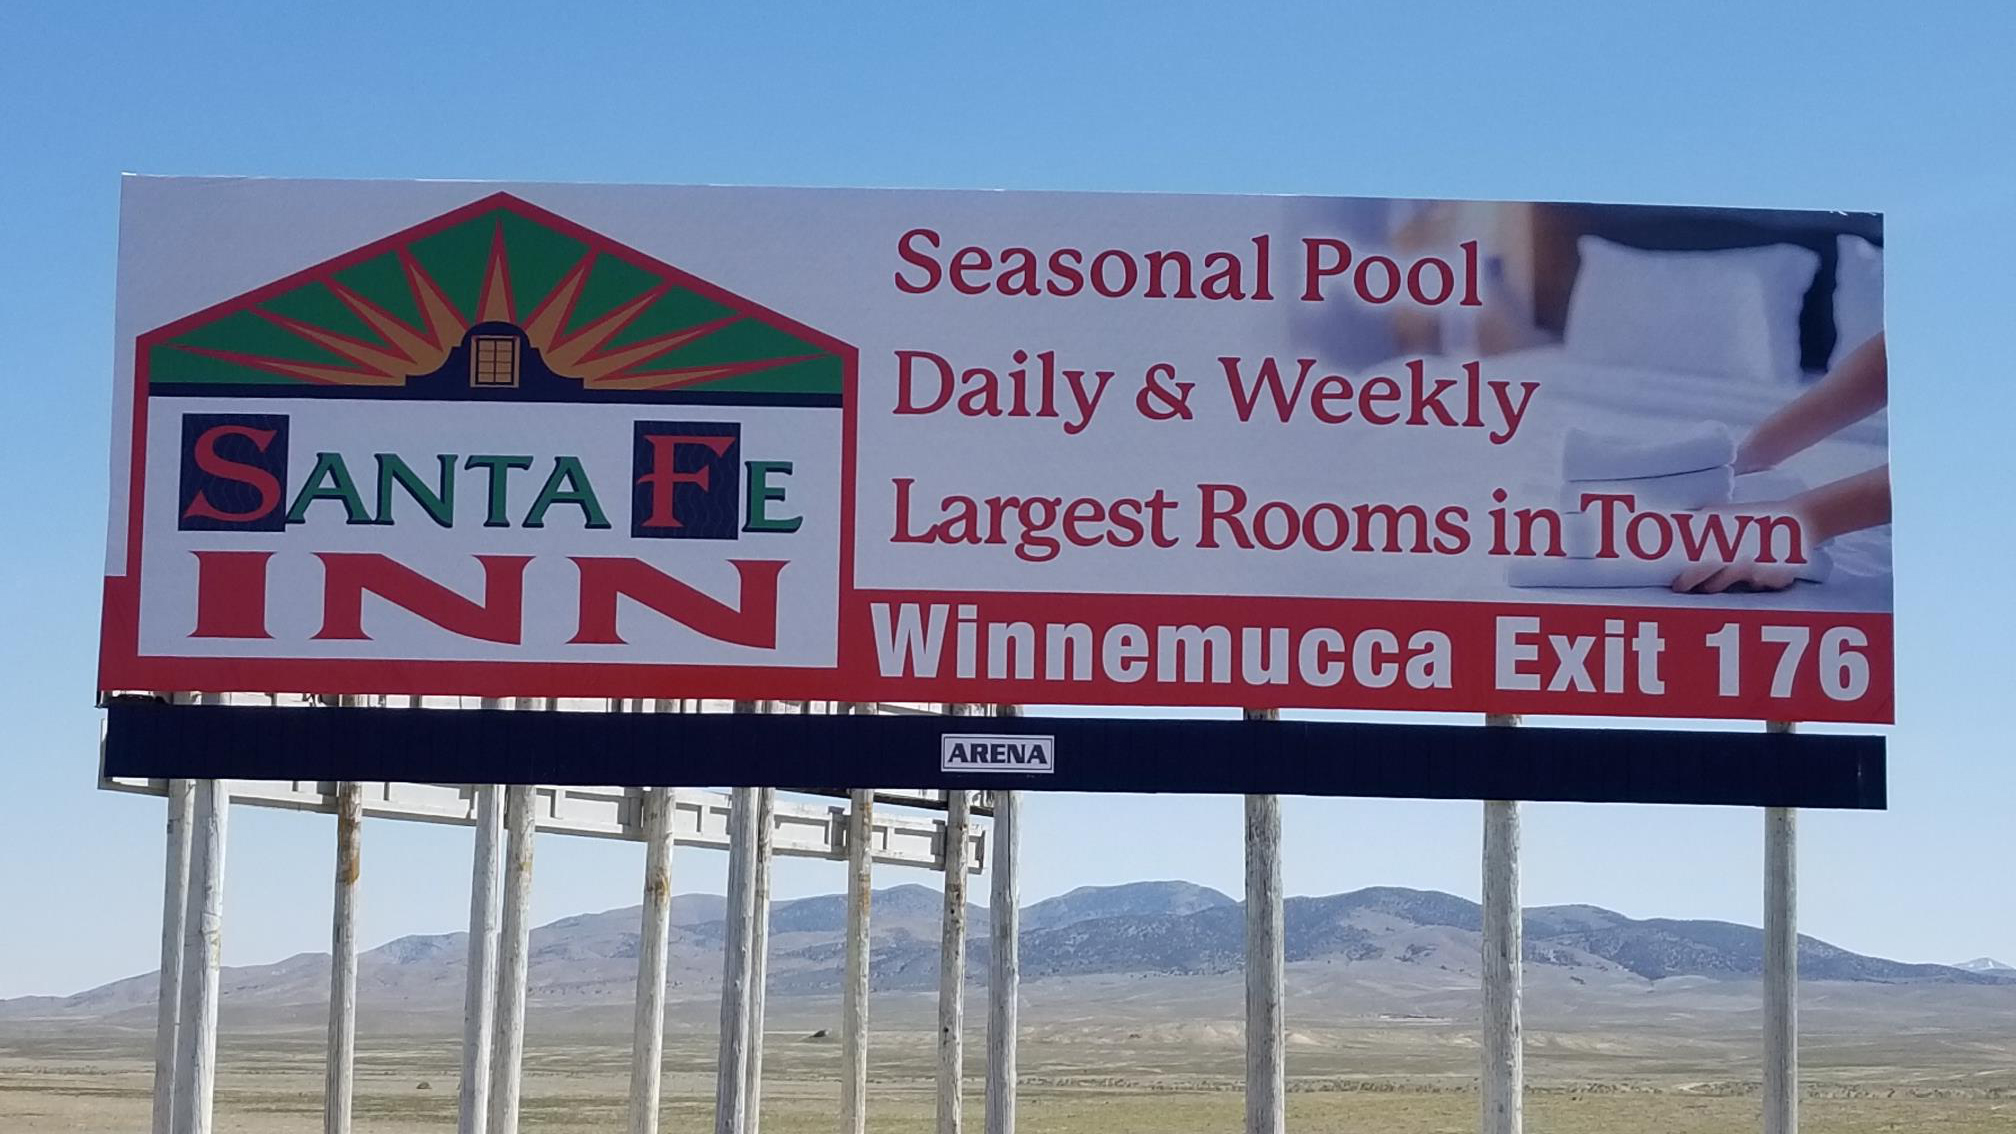 SANTA FE
INN
Seasonal Pool
Daily & Weekly
Largest Rooms in Town
Winnemucca Exit 176
ARENA